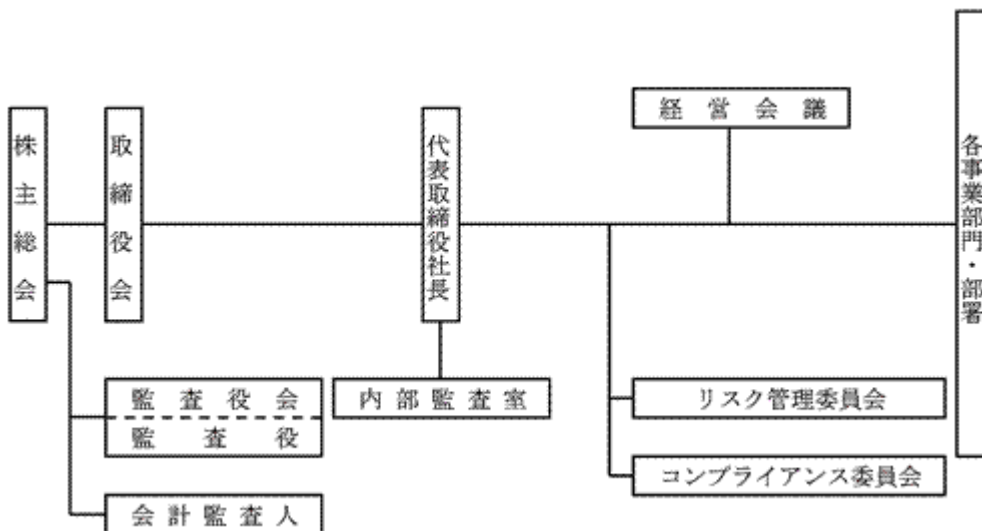 株主総会
取締役会
代表取締役社長
経営会議
各事業部門・部署
監査役会
監査役
内部監査室
リスク管理委員会
コンプライアンス委員会
会計監査人